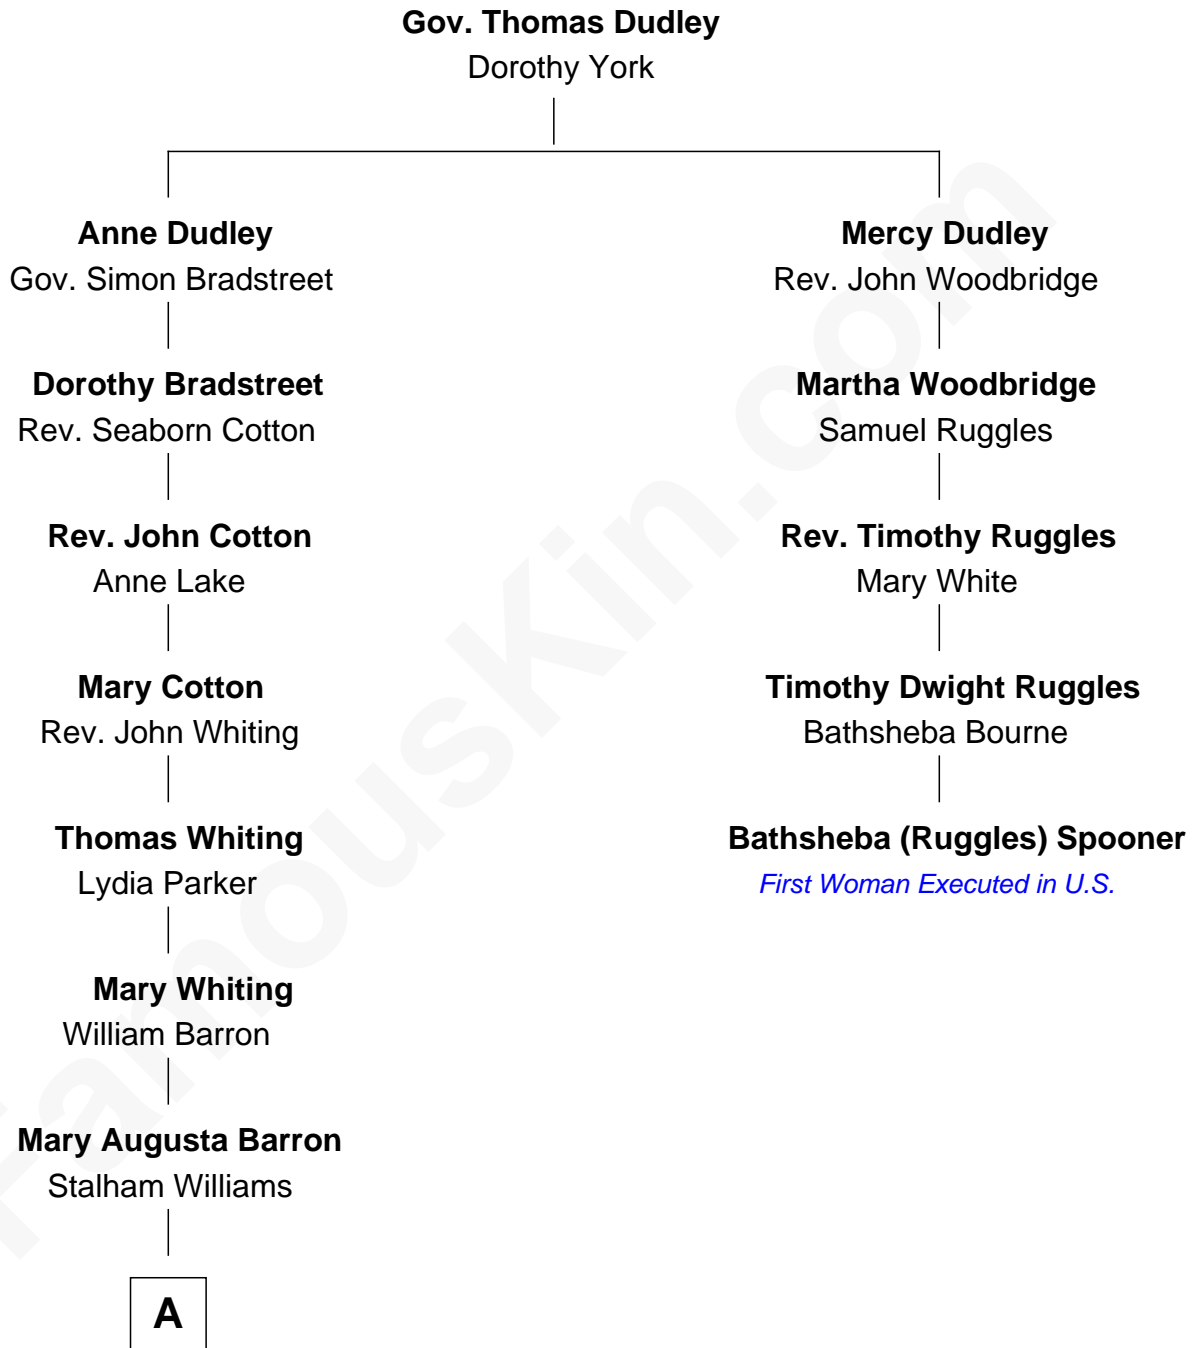 Gov. Thomas Dudley
Dorothy York
Anne Dudley
Gov. Simon Bradstreet
Mercy Dudley
Rev. John Woodbridge
Dorothy Bradstreet
Rev. Seaborn Cotton
Martha Woodbridge
Samuel Ruggles
Rev. John Cotton
Anne Lake
Rev. Timothy Ruggles
Mary White
Mary Cotton
Rev. John Whiting
Timothy Dwight Ruggles
Bathsheba Bourne
Thomas Whiting
Lydia Parker
Bathsheba (Ruggles) Spooner
First Woman Executed in U.S.
Mary Whiting
William Barron
Mary Augusta Barron
Stalham Williams
A
FamousKin.com